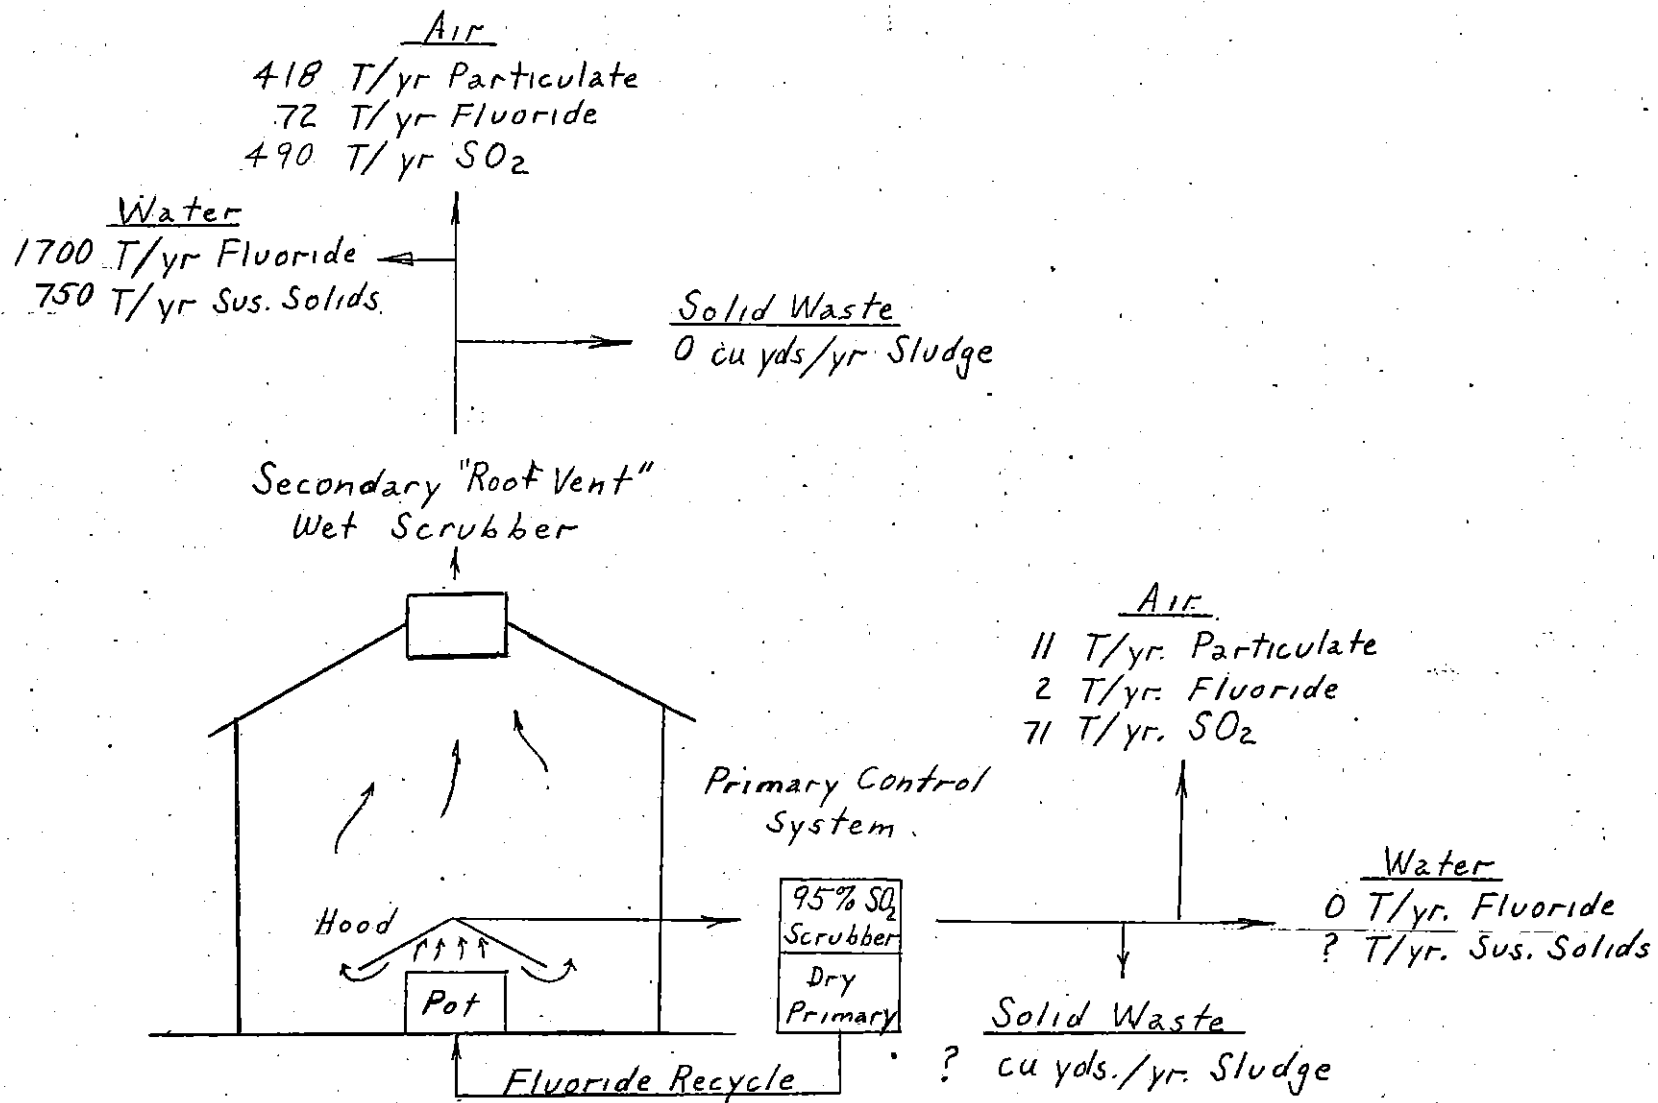 Air
418 T/yr Particulate
72 T/yr Fluoride
490 T/yr SO2
Water
1700 T/yr Fluoride
750 T/yr Sus. Solids
Solid Waste
0 cu yds/yr Sludge
Secondary "Roof Vent"
Wet Scrubber
Air
11 T/yr. Particulate
2 T/yr. Fluoride
71 T/yr. SO2
Primary Control
System
Hood
Pot
95% SO2
Scrubber
Dry
Primary
Water
0 T/yr. Fluoride
? T/yr. Sus. Solids
Solid Waste
? cu yds./yr. Sludge
Fluoride Recycle